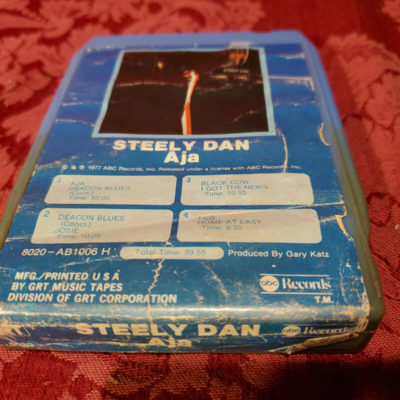 STEELY DAN
Aja
© ℗ 1977 ABC Records, Inc. Released under a license with ABC Records, Inc.
1 AJA
DEACON BLUES
(Cont.)
Time: 10:05
3 BLACK COW
I GOT THE NEWS
Time: 10:10
2 DEACON BLUES
(Concl.)
JOSIE
Time: 10:05
4 PEG
HOME AT LAST
Time: 9:35
8020-AB1006 H Total Time: 39:55 Produced By Gary Katz
MFG./PRINTED U S A
BY GRT MUSIC TAPES
DIVISION OF GRT CORPORATION
abc Records
T.M.
STEELY DAN
Aja
abc Records